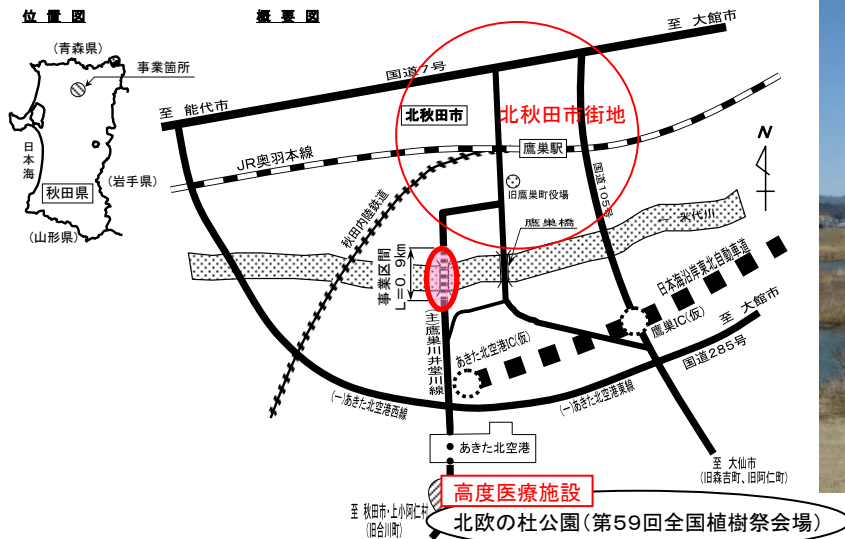 位置図
概要図
(青森県)
事業箇所
日本海
(岩手県)
秋田県
(山形県)
至 大館市
国道7号
至 能代市
北秋田市
北秋田市街地
鷹巣駅
JR奥羽本線
N
国道105号
秋田内陸鉄道
旧鷹巣町役場
鷹巣橋
米代川
事業区間
L=0.9km
日本海沿岸東北自動車道
至 大館市
(主)鷹巣川井堂川線
鷹巣IC(仮)
あきた北空港IC(仮)
国道285号
(一)あきた北空港西線
(一)あきた北空港東線
あきた北空港
至 大仙市
(旧森吉町、旧阿仁町)
高度医療施設
至 秋田市・上小阿仁村
(旧合川町)
北欧の杜公園(第59回全国植樹祭会場)